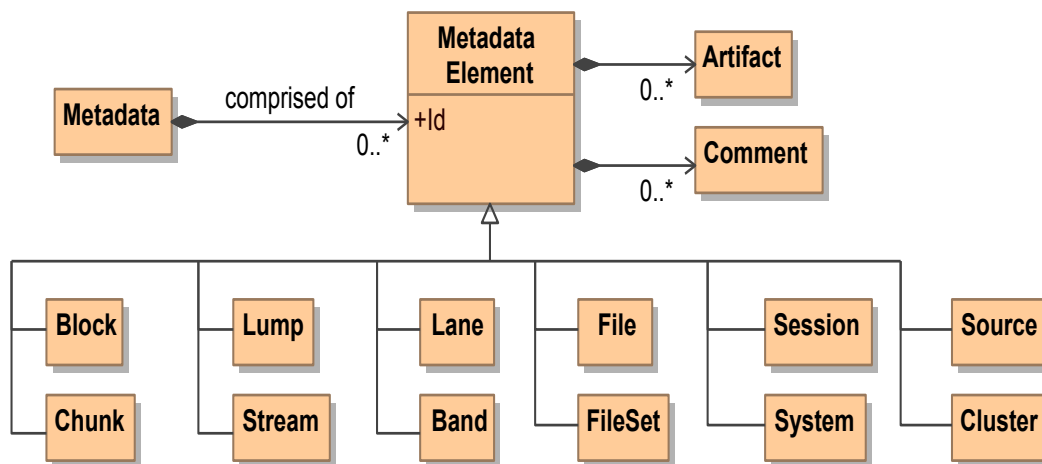 Metadata
Element
Artifact
0..*
comprised of
Metadata
+Id
0..*
Comment
0..*
Block
Lump
Lane
File
Session
Source
Chunk
Stream
Band
FileSet
System
Cluster